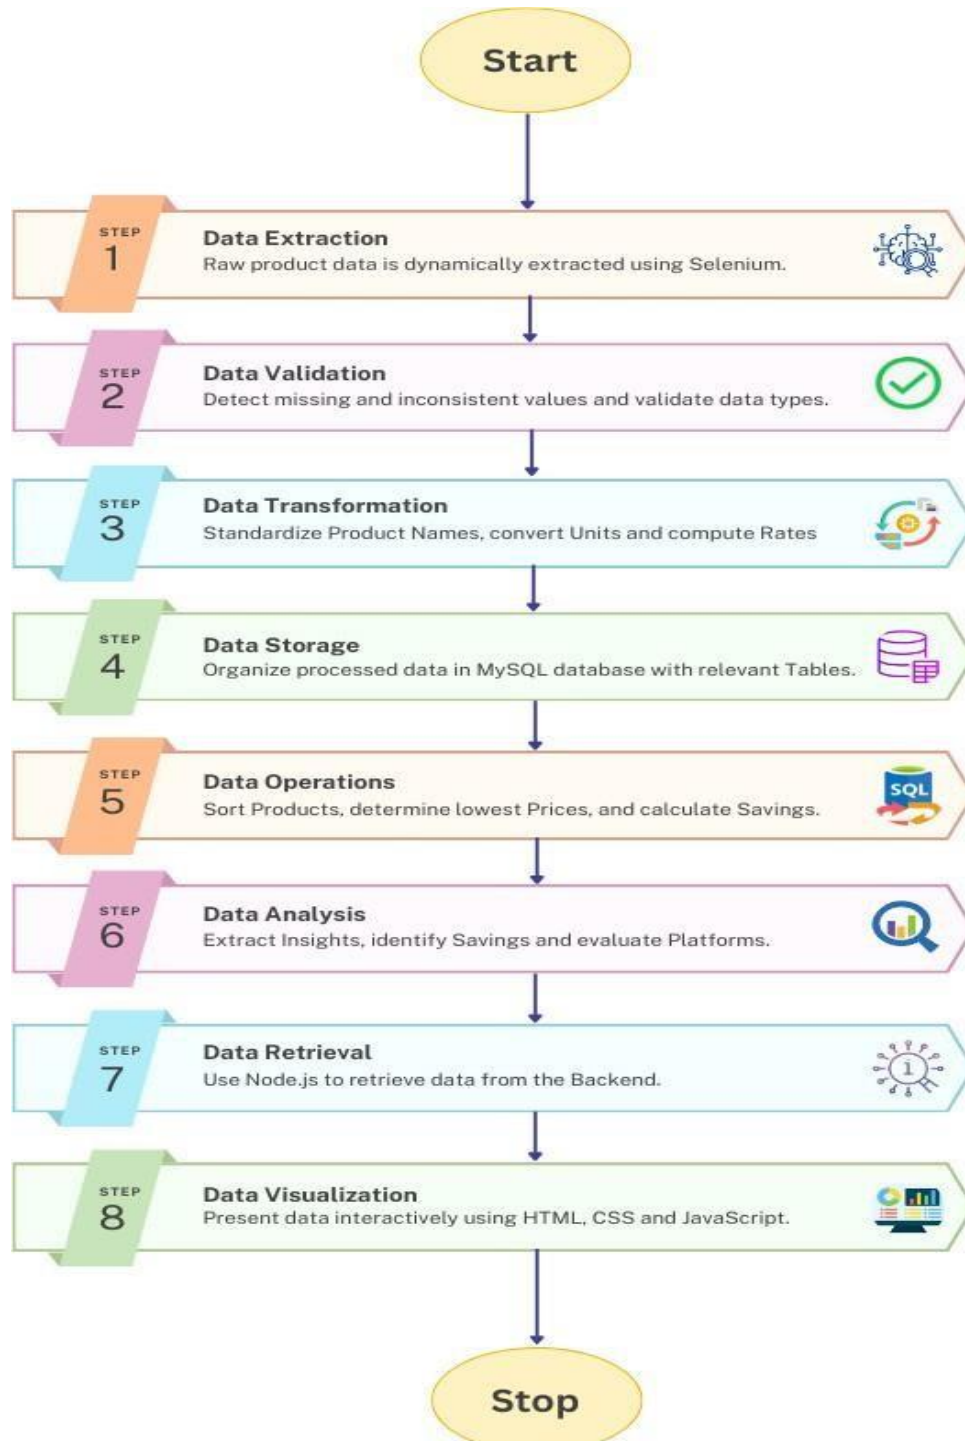 Start
STEP
1
Data Extraction
Raw product data is dynamically extracted using Selenium.
STEP
2
Data Validation
Detect missing and inconsistent values and validate data types.
STEP
3
Data Transformation
Standardize Product Names, convert Units and compute Rates
STEP
4
Data Storage
Organize processed data in MySQL database with relevant Tables.
STEP
5
Data Operations
Sort Products, determine lowest Prices, and calculate Savings.
SQL
STEP
6
Data Analysis
Extract Insights, identify Savings and evaluate Platforms.
STEP
7
Data Retrieval
Use Node.js to retrieve data from the Backend.
i
STEP
8
Data Visualization
Present data interactively using HTML, CSS and JavaScript.
Stop